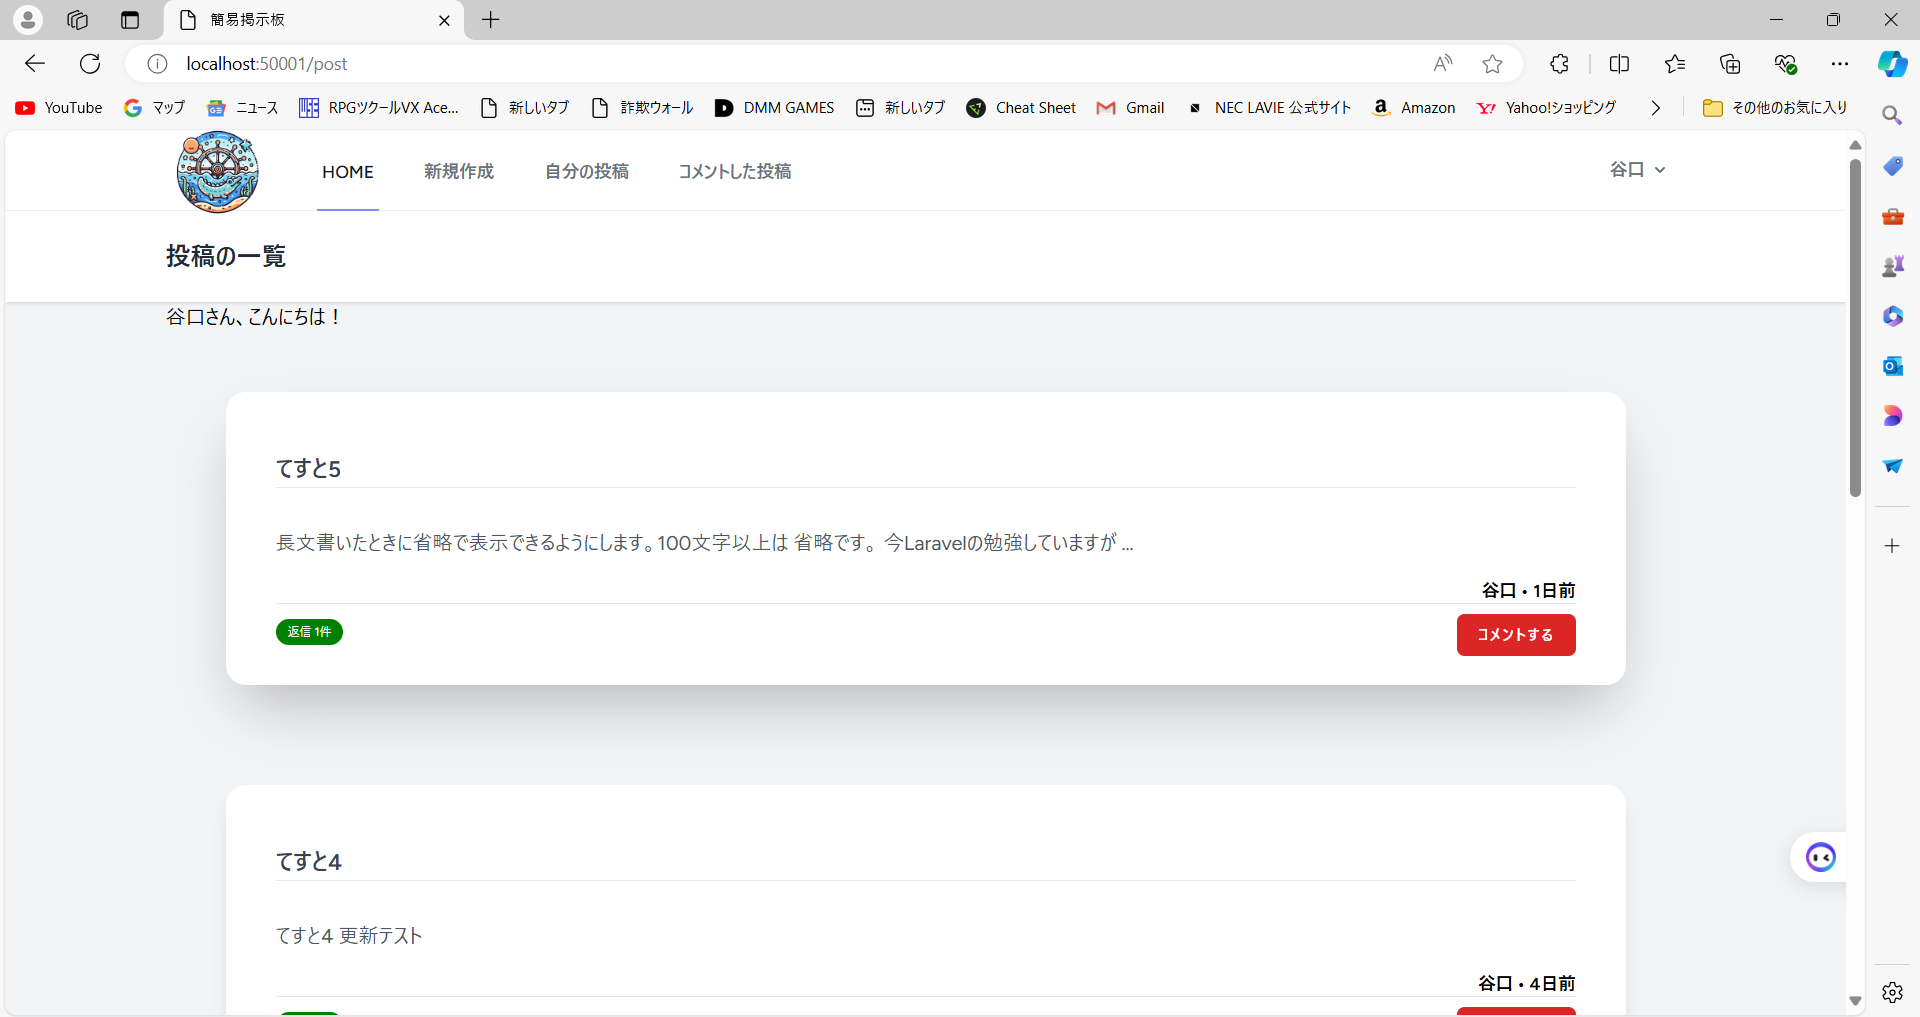 簡易掲示板
localhost:50001/post
YouTube マップ ニュース RPGツクールVX Ace... 新しいタブ 詐欺ウォール DMM GAMES 新しいタブ Cheat Sheet Gmail NEC LAVIE 公式サイト Amazon Yahoo!ショッピング その他のお気に入り
HOME 新規作成 自分の投稿 コメントした投稿 谷口
投稿の一覧
谷口さん、こんにちは！
てすと5
長文書いたときに省略で表示できるようにします。100文字以上は 省略です。 今Laravelの勉強していますが ...
谷口 • 1日前
返信 1件 コメントする
てすと4
てすと4 更新テスト
谷口 • 4日前